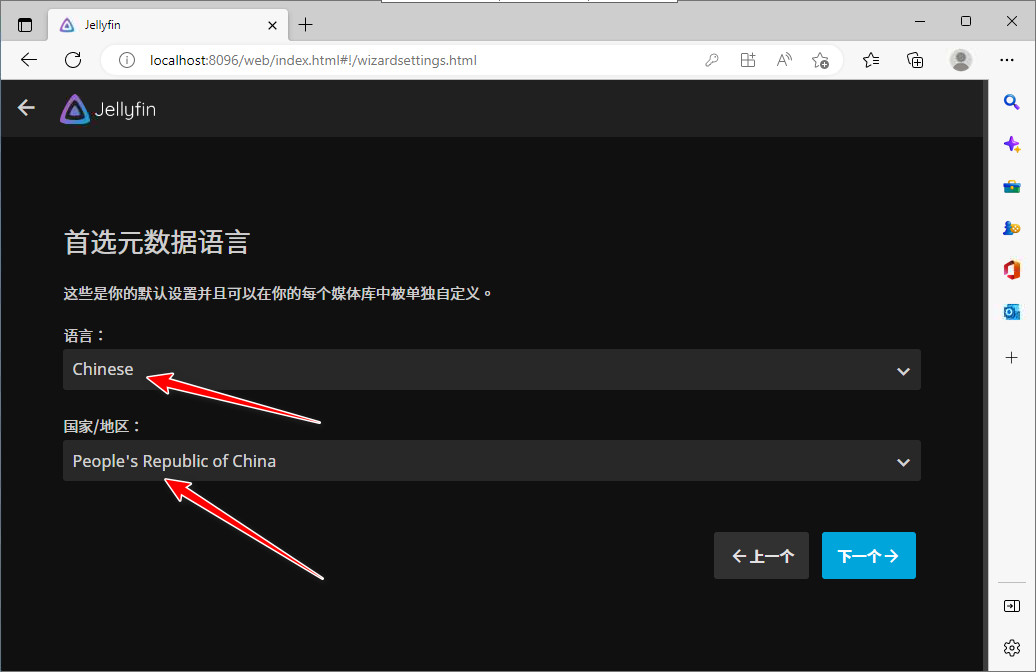 Jellyfin
localhost:8096/web/index.html#!/wizardsettings.html
Jellyfin
首选元数据语言
这些是你的默认设置并且可以在你的每个媒体库中被单独自定义。
语言：
Chinese
国家/地区：
People's Republic of China
上一个
下一个